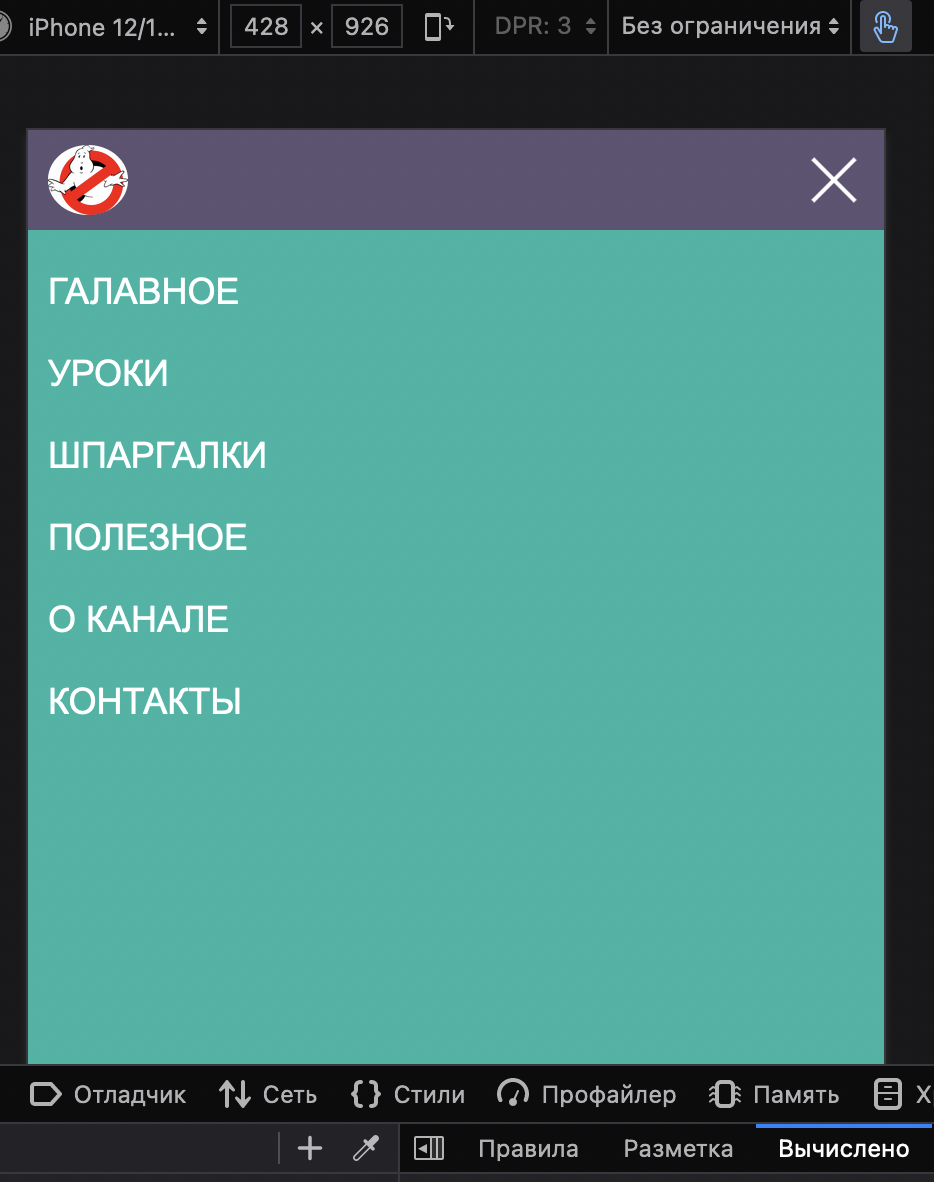 iPhone 12/1... 428 × 926 DPR: 3 Без ограничения
ГАЛАВНОЕ
УРОКИ
ШПАРГАЛКИ
ПОЛЕЗНОЕ
О КАНАЛЕ
КОНТАКТЫ
Отладчик Сеть Стили Профайлер Память
Правила Разметка Вычислено